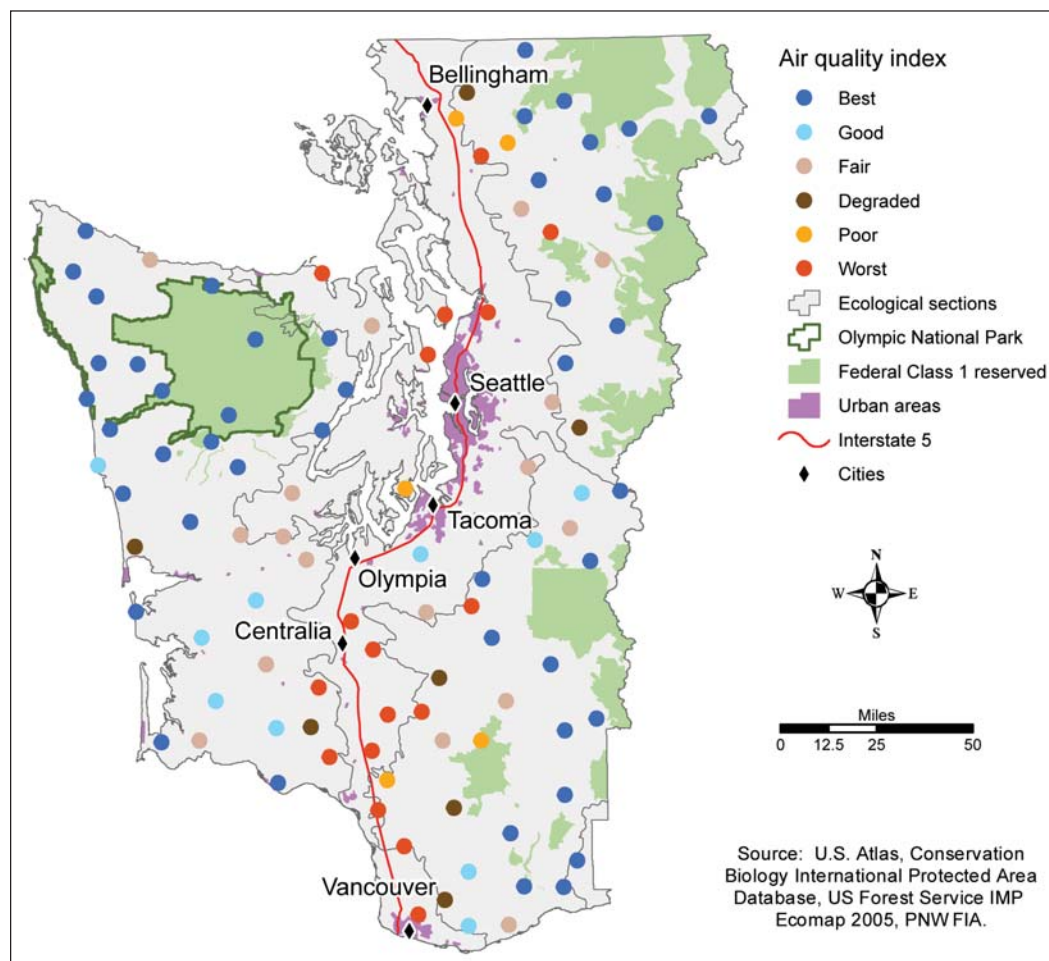 Bellingham
Seattle
Tacoma
Olympia
Centralia
Vancouver
Air quality index
Best
Good
Fair
Degraded
Poor
Worst
Ecological sections
Olympic National Park
Federal Class 1 reserved
Urban areas
Interstate 5
Cities
N
W E
S
Miles
0 12.5 25 50
Source: U.S. Atlas, Conservation
Biology International Protected Area
Database, US Forest Service IMP
Ecomap 2005, PNW FIA.